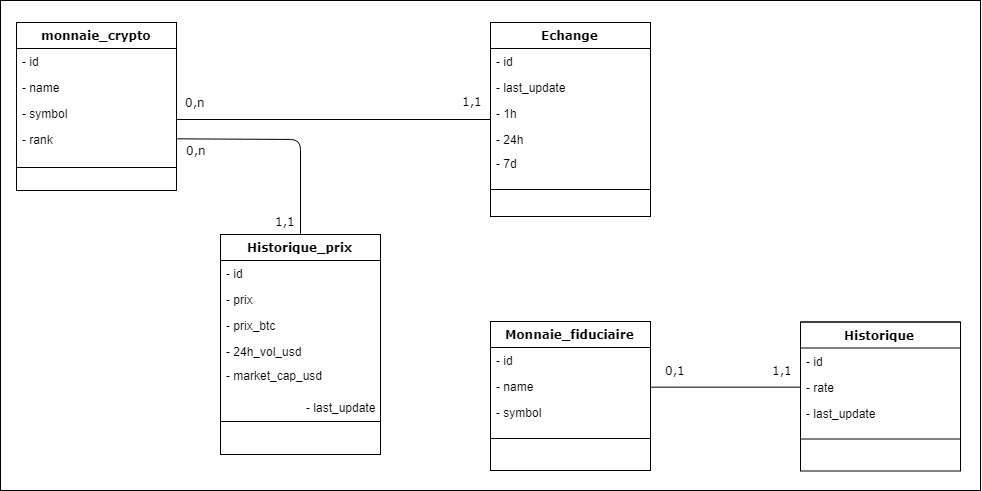 monnaie_crypto
- id
- name
- symbol
- rank
Echange
- id
- last_update
- 1h
- 24h
- 7d
0,n
1,1
0,n
1,1
Historique_prix
- id
- prix
- prix_btc
- 24h_vol_usd
- market_cap_usd
- last_update
Monnaie_fiduciaire
- id
- name
- symbol
0,1
1,1
Historique
- id
- rate
- last_update